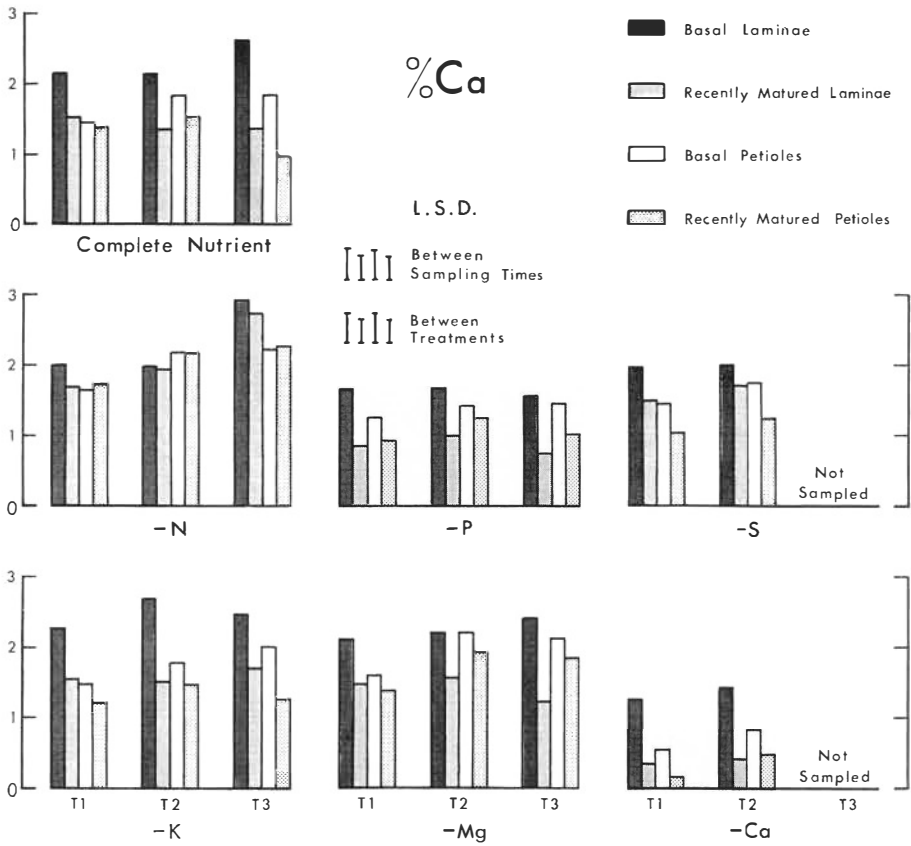 3
2
1
0
Complete Nutrient
%Ca
L.S.D.
Between
Sampling Times
Between
Treatments
Basal Laminae
Recently Matured Laminae
Basal Petioles
Recently Matured Petioles
3
2
1
0
-N
-P
Not
Sampled
-S
3
2
1
0
T1 T2 T3
-K
T1 T2 T3
-Mg
Not
Sampled
T1 T2 T3
-Ca